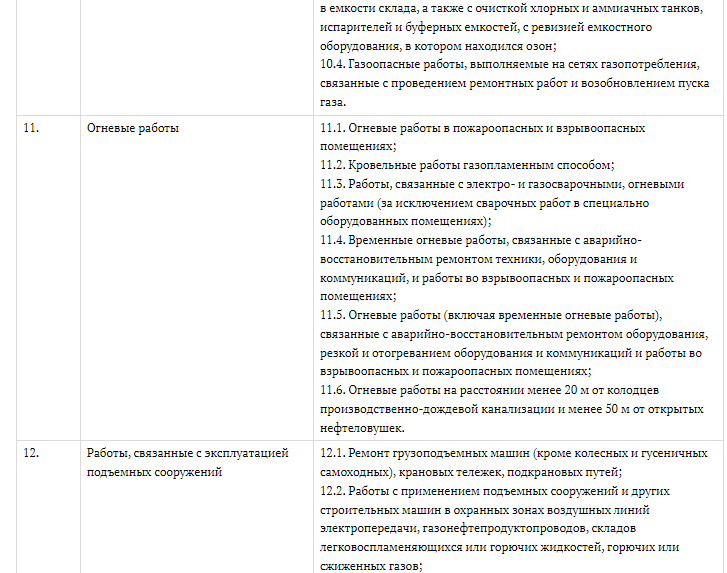 в емкости склада, а также с очисткой хлорных и аммиачных танков,
испарителей и буферных емкостей, с ревизией емкостного
оборудования, в котором находился озон;
10.4. Газоопасные работы, выполняемые на сетях газопотребления,
связанные с проведением ремонтных работ и возобновлением пуска
газа.
11.
Огневые работы
11.1. Огневые работы в пожароопасных и взрывоопасных
помещениях;
11.2. Кровельные работы газопламенным способом;
11.3. Работы, связанные с электро- и газосварочными, огневыми
работами (за исключением сварочных работ в специально
оборудованных помещениях);
11.4. Временные огневые работы, связанные с аварийно-
восстановительным ремонтом техники, оборудования и
коммуникаций, и работы во взрывоопасных и пожароопасных
помещениях;
11.5. Огневые работы (включая временные огневые работы),
связанные с аварийно-восстановительным ремонтом оборудования,
резкой и отогреванием оборудования и коммуникаций и работы во
взрывоопасных и пожароопасных помещениях;
11.6. Огневые работы на расстоянии менее 20 м от колодцев
производственно-дождевой канализации и менее 50 м от открытых
нефтеловушек.
12.
Работы, связанные с эксплуатацией
подъемных сооружений
12.1. Ремонт грузоподъемных машин (кроме колесных и гусеничных
самоходных), крановых тележек, подкрановых путей;
12.2. Работы с применением подъемных сооружений и других
строительных машин в охранных зонах воздушных линий
электропередачи, газонефтепродуктопроводов, складов
легковоспламеняющихся или горючих жидкостей, горючих или
сжиженных газов;